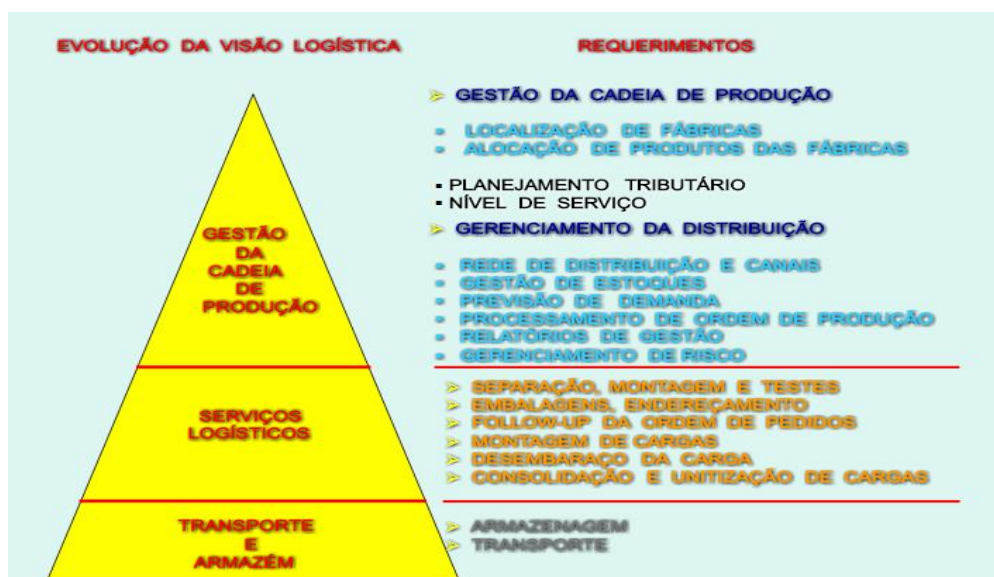 EVOLUÇÃO DA VISÃO LOGÍSTICA
REQUERIMENTOS
GESTÃO
DA
CADEIA
DE
PRODUÇÃO
➢ GESTÃO DA CADEIA DE PRODUÇÃO
▪ LOCALIZAÇÃO DE FÁBRICAS
▪ ALOCAÇÃO DE PRODUTOS DAS FÁBRICAS
▪ PLANEJAMENTO TRIBUTÁRIO
▪ NÍVEL DE SERVIÇO
➢ GERENCIAMENTO DA DISTRIBUIÇÃO
▪ REDE DE DISTRIBUIÇÃO E CANAIS
▪ GESTÃO DE ESTOQUES
▪ PREVISÃO DE DEMANDA
▪ PROCESSAMENTO DE ORDEM DE PRODUÇÃO
▪ RELATÓRIOS DE GESTÃO
▪ GERENCIAMENTO DE RISCO
SERVIÇOS
LOGÍSTICOS
➢ SEPARAÇÃO, MONTAGEM E TESTES
➢ EMBALAGENS, ENDEREÇAMENTO
➢ FOLLOW-UP DA ORDEM DE PEDIDOS
➢ MONTAGEM DE CARGAS
➢ DESEMBARAÇO DA CARGA
➢ CONSOLIDAÇÃO E UNITIZAÇÃO DE CARGAS
TRANSPORTE
E
ARMAZÉM
➢ ARMAZENAGEM
➢ TRANSPORTE